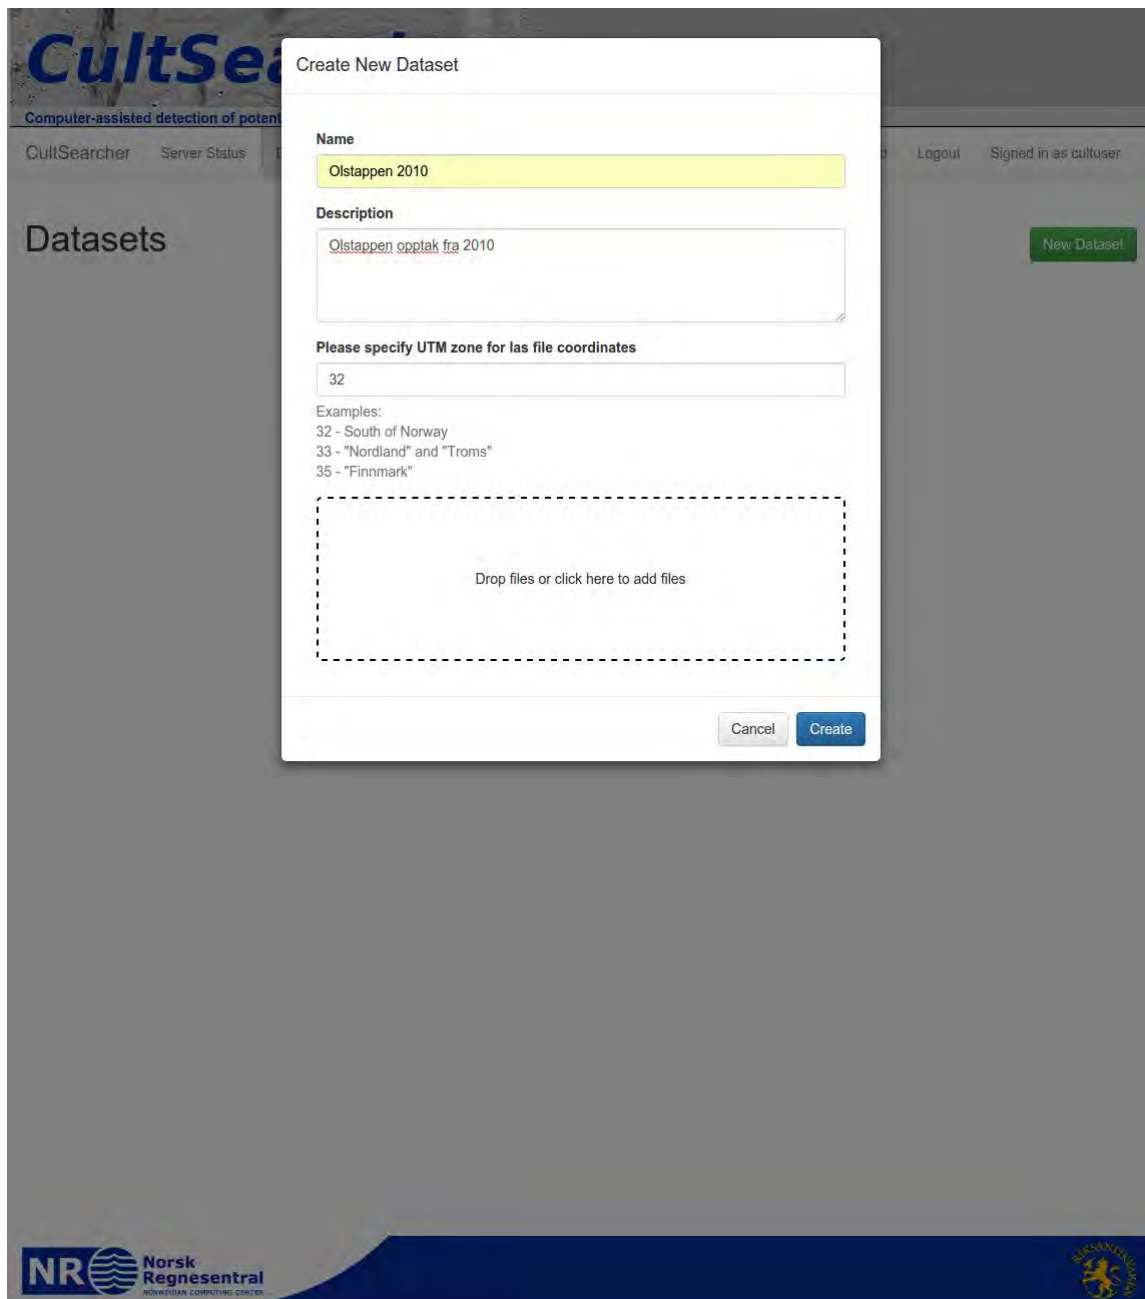 CultSea
Create New Dataset
Computer-assisted detection of potent
CultSearcher Server Status Logout Signed in as cultuser
Name
Olstappen 2010
Datasets
New Dataset
Description
Olstappen opptak fra 2010
Please specify UTM zone for las file coordinates
32
Examples:
32 - South of Norway
33 - "Nordland" and "Troms"
35 - "Finnmark"
Drop files or click here to add files
Cancel Create
NR Norsk
Regnesentral
NORWEGIAN COMPUTING CENTER